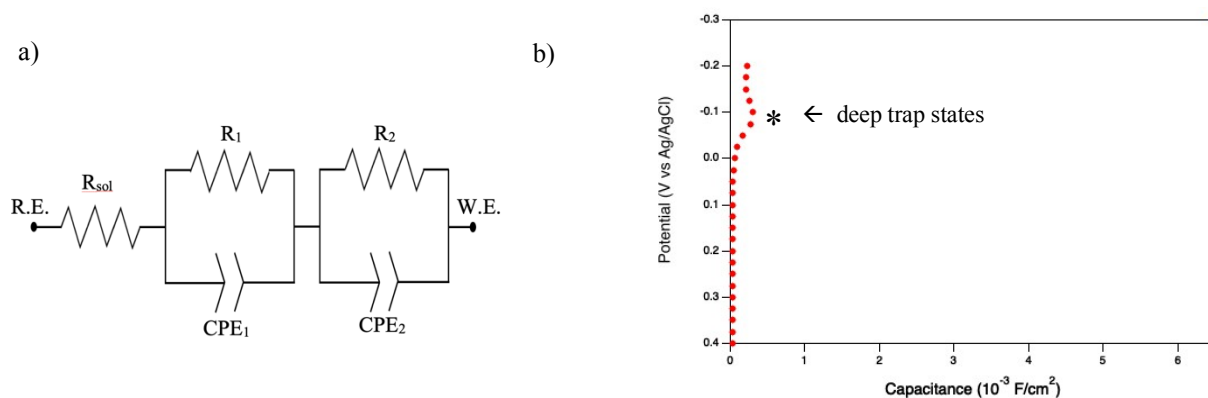 a)
R.E.
Rsol
R1
CPE1
R2
CPE2
W.E.
b)
Potential (V vs Ag/AgCl)
-0.3
-0.2
-0.1
0.0
0.1
0.2
0.3
0.4
* ← deep trap states
0 1 2 3 4 5 6
Capacitance (10⁻³ F/cm²)